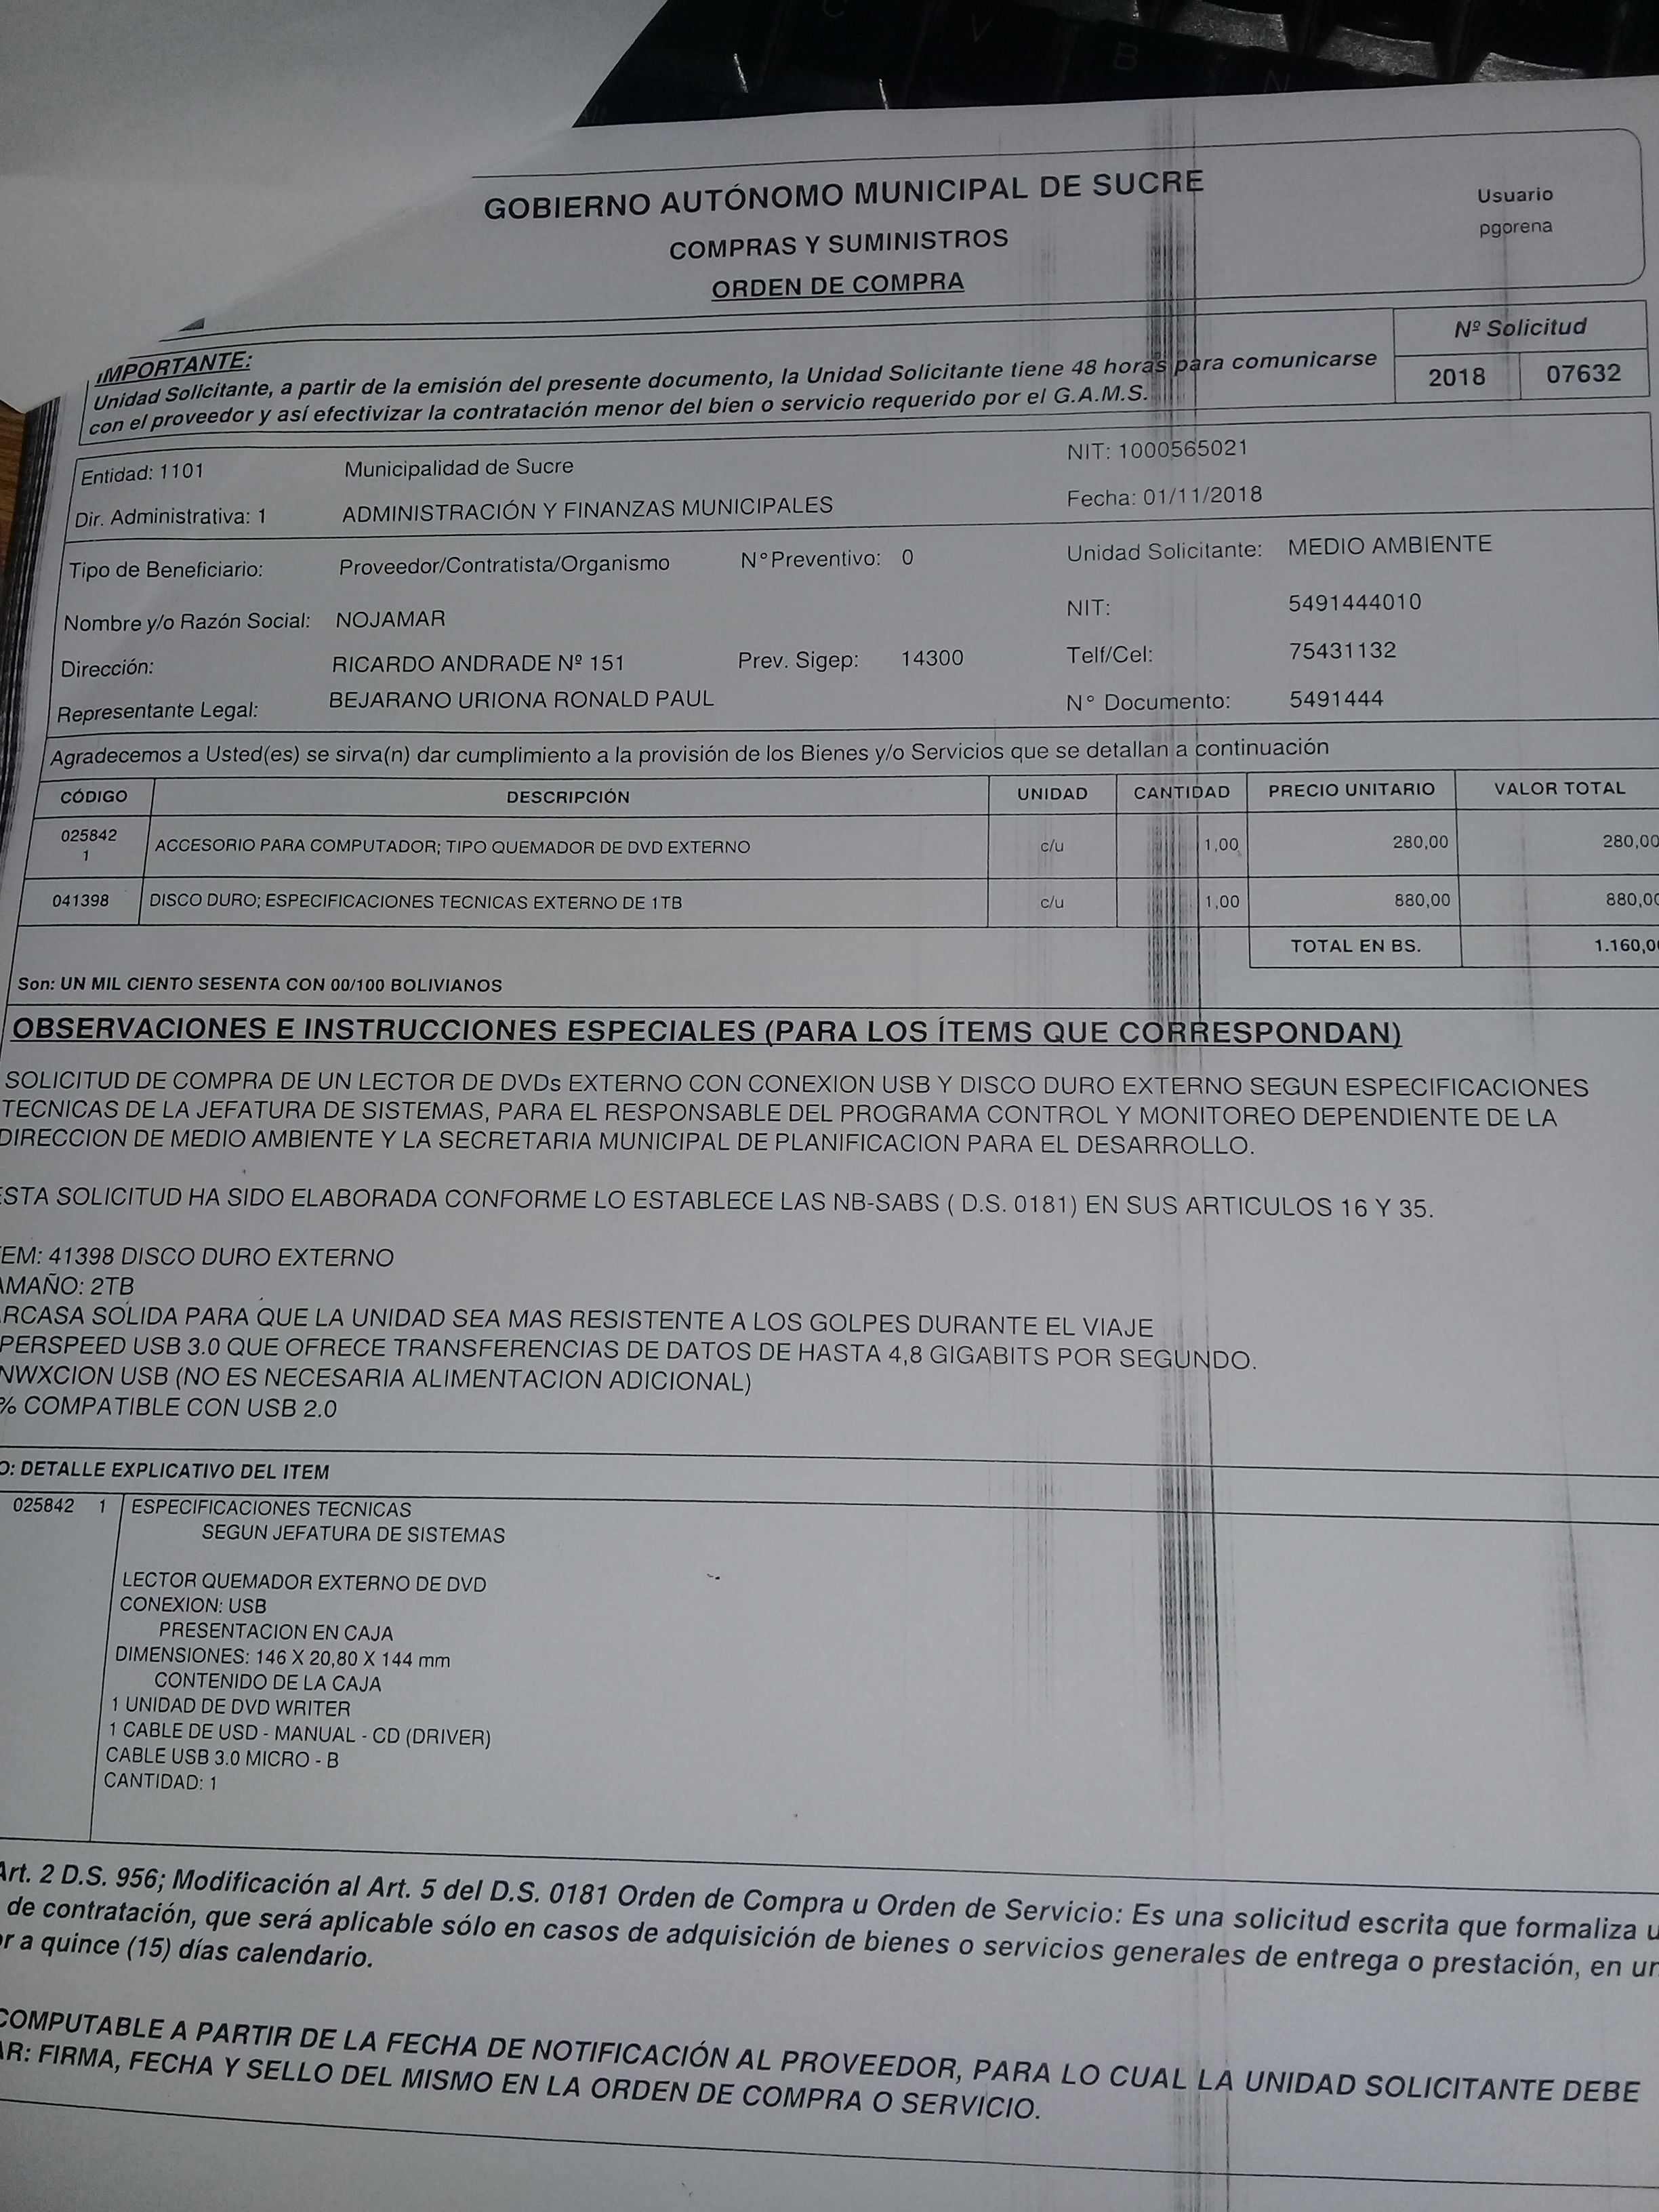 GOBIERNO AUTÓNOMO MUNICIPAL DE SUCRE
COMPRAS Y SUMINISTROS
ORDEN DE COMPRA
Usuario
pgorena
Nº Solicitud
2018 07632
IMPORTANTE:
Unidad Solicitante, a partir de la emisión del presente documento, la Unidad Solicitante tiene 48 horas para comunicarse
con el proveedor y así efectivizar la contratación menor del bien o servicio requerido por el G.A.M.S.
Entidad: 1101 Municipalidad de Sucre NIT: 1000565021
Dir. Administrativa: 1 ADMINISTRACIÓN Y FINANZAS MUNICIPALES Fecha: 01/11/2018
Tipo de Beneficiario: Proveedor/Contratista/Organismo N°Preventivo: 0 Unidad Solicitante: MEDIO AMBIENTE
Nombre y/o Razón Social: NOJAMAR NIT: 5491444010
Dirección: RICARDO ANDRADE Nº 151 Prev. Sigep: 14300 Telf/Cel: 75431132
Representante Legal: BEJARANO URIONA RONALD PAUL N° Documento: 5491444
Agradecemos a Usted(es) se sirva(n) dar cumplimiento a la provisión de los Bienes y/o Servicios que se detallan a continuación
CÓDIGO DESCRIPCIÓN UNIDAD CANTIDAD PRECIO UNITARIO VALOR TOTAL
025842 1 ACCESORIO PARA COMPUTADOR; TIPO QUEMADOR DE DVD EXTERNO c/u 1,00 280,00 280,00
041398 DISCO DURO; ESPECIFICACIONES TECNICAS EXTERNO DE 1TB c/u 1,00 880,00 880,00
TOTAL EN BS. 1.160,0
Son: UN MIL CIENTO SESENTA CON 00/100 BOLIVIANOS
OBSERVACIONES E INSTRUCCIONES ESPECIALES (PARA LOS ÍTEMS QUE CORRESPONDAN)
SOLICITUD DE COMPRA DE UN LECTOR DE DVDs EXTERNO CON CONEXION USB Y DISCO DURO EXTERNO SEGUN ESPECIFICACIONES
TECNICAS DE LA JEFATURA DE SISTEMAS, PARA EL RESPONSABLE DEL PROGRAMA CONTROL Y MONITOREO DEPENDIENTE DE LA
DIRECCION DE MEDIO AMBIENTE Y LA SECRETARIA MUNICIPAL DE PLANIFICACION PARA EL DESARROLLO.
ESTA SOLICITUD HA SIDO ELABORADA CONFORME LO ESTABLECE LAS NB-SABS ( D.S. 0181) EN SUS ARTICULOS 16 Y 35.
EM: 41398 DISCO DURO EXTERNO
AMAÑO: 2TB
ARCASA SOLIDA PARA QUE LA UNIDAD SEA MAS RESISTENTE A LOS GOLPES DURANTE EL VIAJE
PERSPEED USB 3.0 QUE OFRECE TRANSFERENCIAS DE DATOS DE HASTA 4,8 GIGABITS POR SEGUNDO.
NWXCION USB (NO ES NECESARIA ALIMENTACION ADICIONAL)
% COMPATIBLE CON USB 2.0
O: DETALLE EXPLICATIVO DEL ITEM
025842 1 ESPECIFICACIONES TECNICAS
SEGUN JEFATURA DE SISTEMAS
LECTOR QUEMADOR EXTERNO DE DVD
CONEXION: USB
PRESENTACION EN CAJA
DIMENSIONES: 146 X 20,80 X 144 mm
CONTENIDO DE LA CAJA
1 UNIDAD DE DVD WRITER
1 CABLE DE USD - MANUAL - CD (DRIVER)
CABLE USB 3.0 MICRO - B
CANTIDAD: 1
Art. 2 D.S. 956; Modificación al Art. 5 del D.S. 0181 Orden de Compra u Orden de Servicio: Es una solicitud escrita que formaliza u
de contratación, que será aplicable sólo en casos de adquisición de bienes o servicios generales de entrega o prestación, en un
or a quince (15) días calendario.
COMPUTABLE A PARTIR DE LA FECHA DE NOTIFICACIÓN AL PROVEEDOR, PARA LO CUAL LA UNIDAD SOLICITANTE DEBE
AR: FIRMA, FECHA Y SELLO DEL MISMO EN LA ORDEN DE COMPRA O SERVICIO.